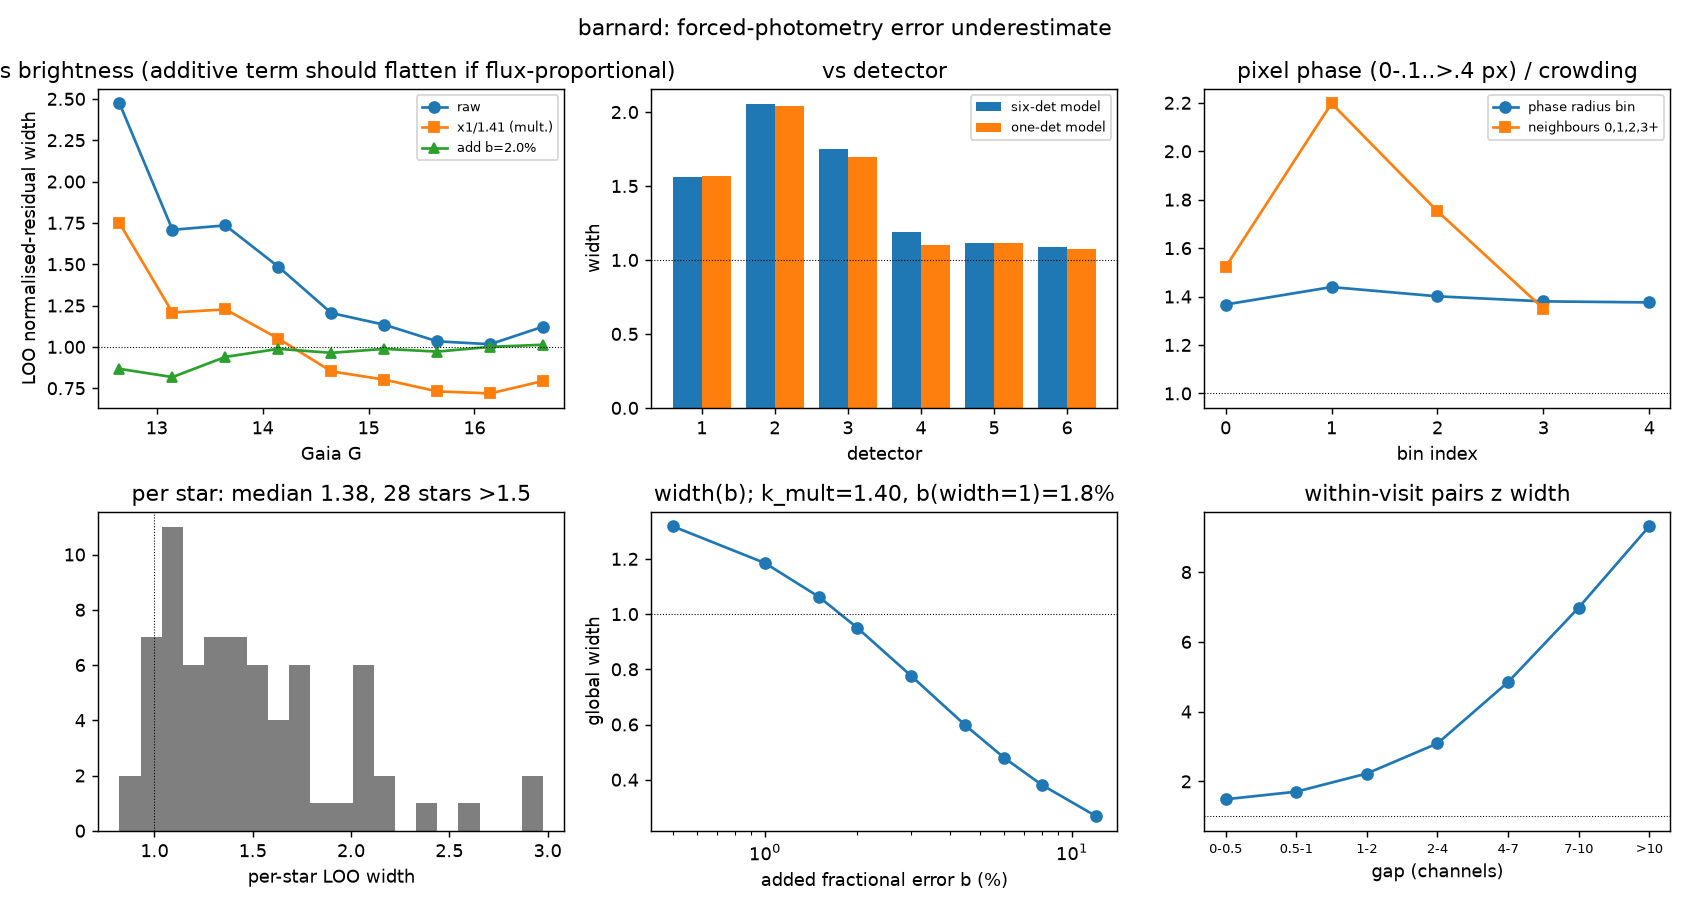 barnard: forced-photometry error underestimate
s brightness (additive term should flatten if flux-proportional)
2.50
2.25
2.00
1.75
1.50
1.25
1.00
0.75
LOO normalised-residual width
raw
x1/1.41 (mult.)
add b=2.0%
13
14
15
16
Gaia G
vs detector
2.0
1.5
1.0
0.5
0.0
width
six-det model
one-det model
1
2
3
4
5
6
detector
pixel phase (0-.1..>.4 px) / crowding
2.2
2.0
1.8
1.6
1.4
1.2
1.0
phase radius bin
neighbours 0,1,2,3+
0
1
2
3
4
bin index
per star: median 1.38, 28 stars >1.5
10
8
6
4
2
0
1.0
1.5
2.0
2.5
3.0
per-star LOO width
width(b); k_mult=1.40, b(width=1)=1.8%
1.2
1.0
0.8
0.6
0.4
global width
10⁰
10¹
added fractional error b (%)
within-visit pairs z width
8
6
4
2
0-0.5
0.5-1
1-2
2-4
4-7
7-10
>10
gap (channels)